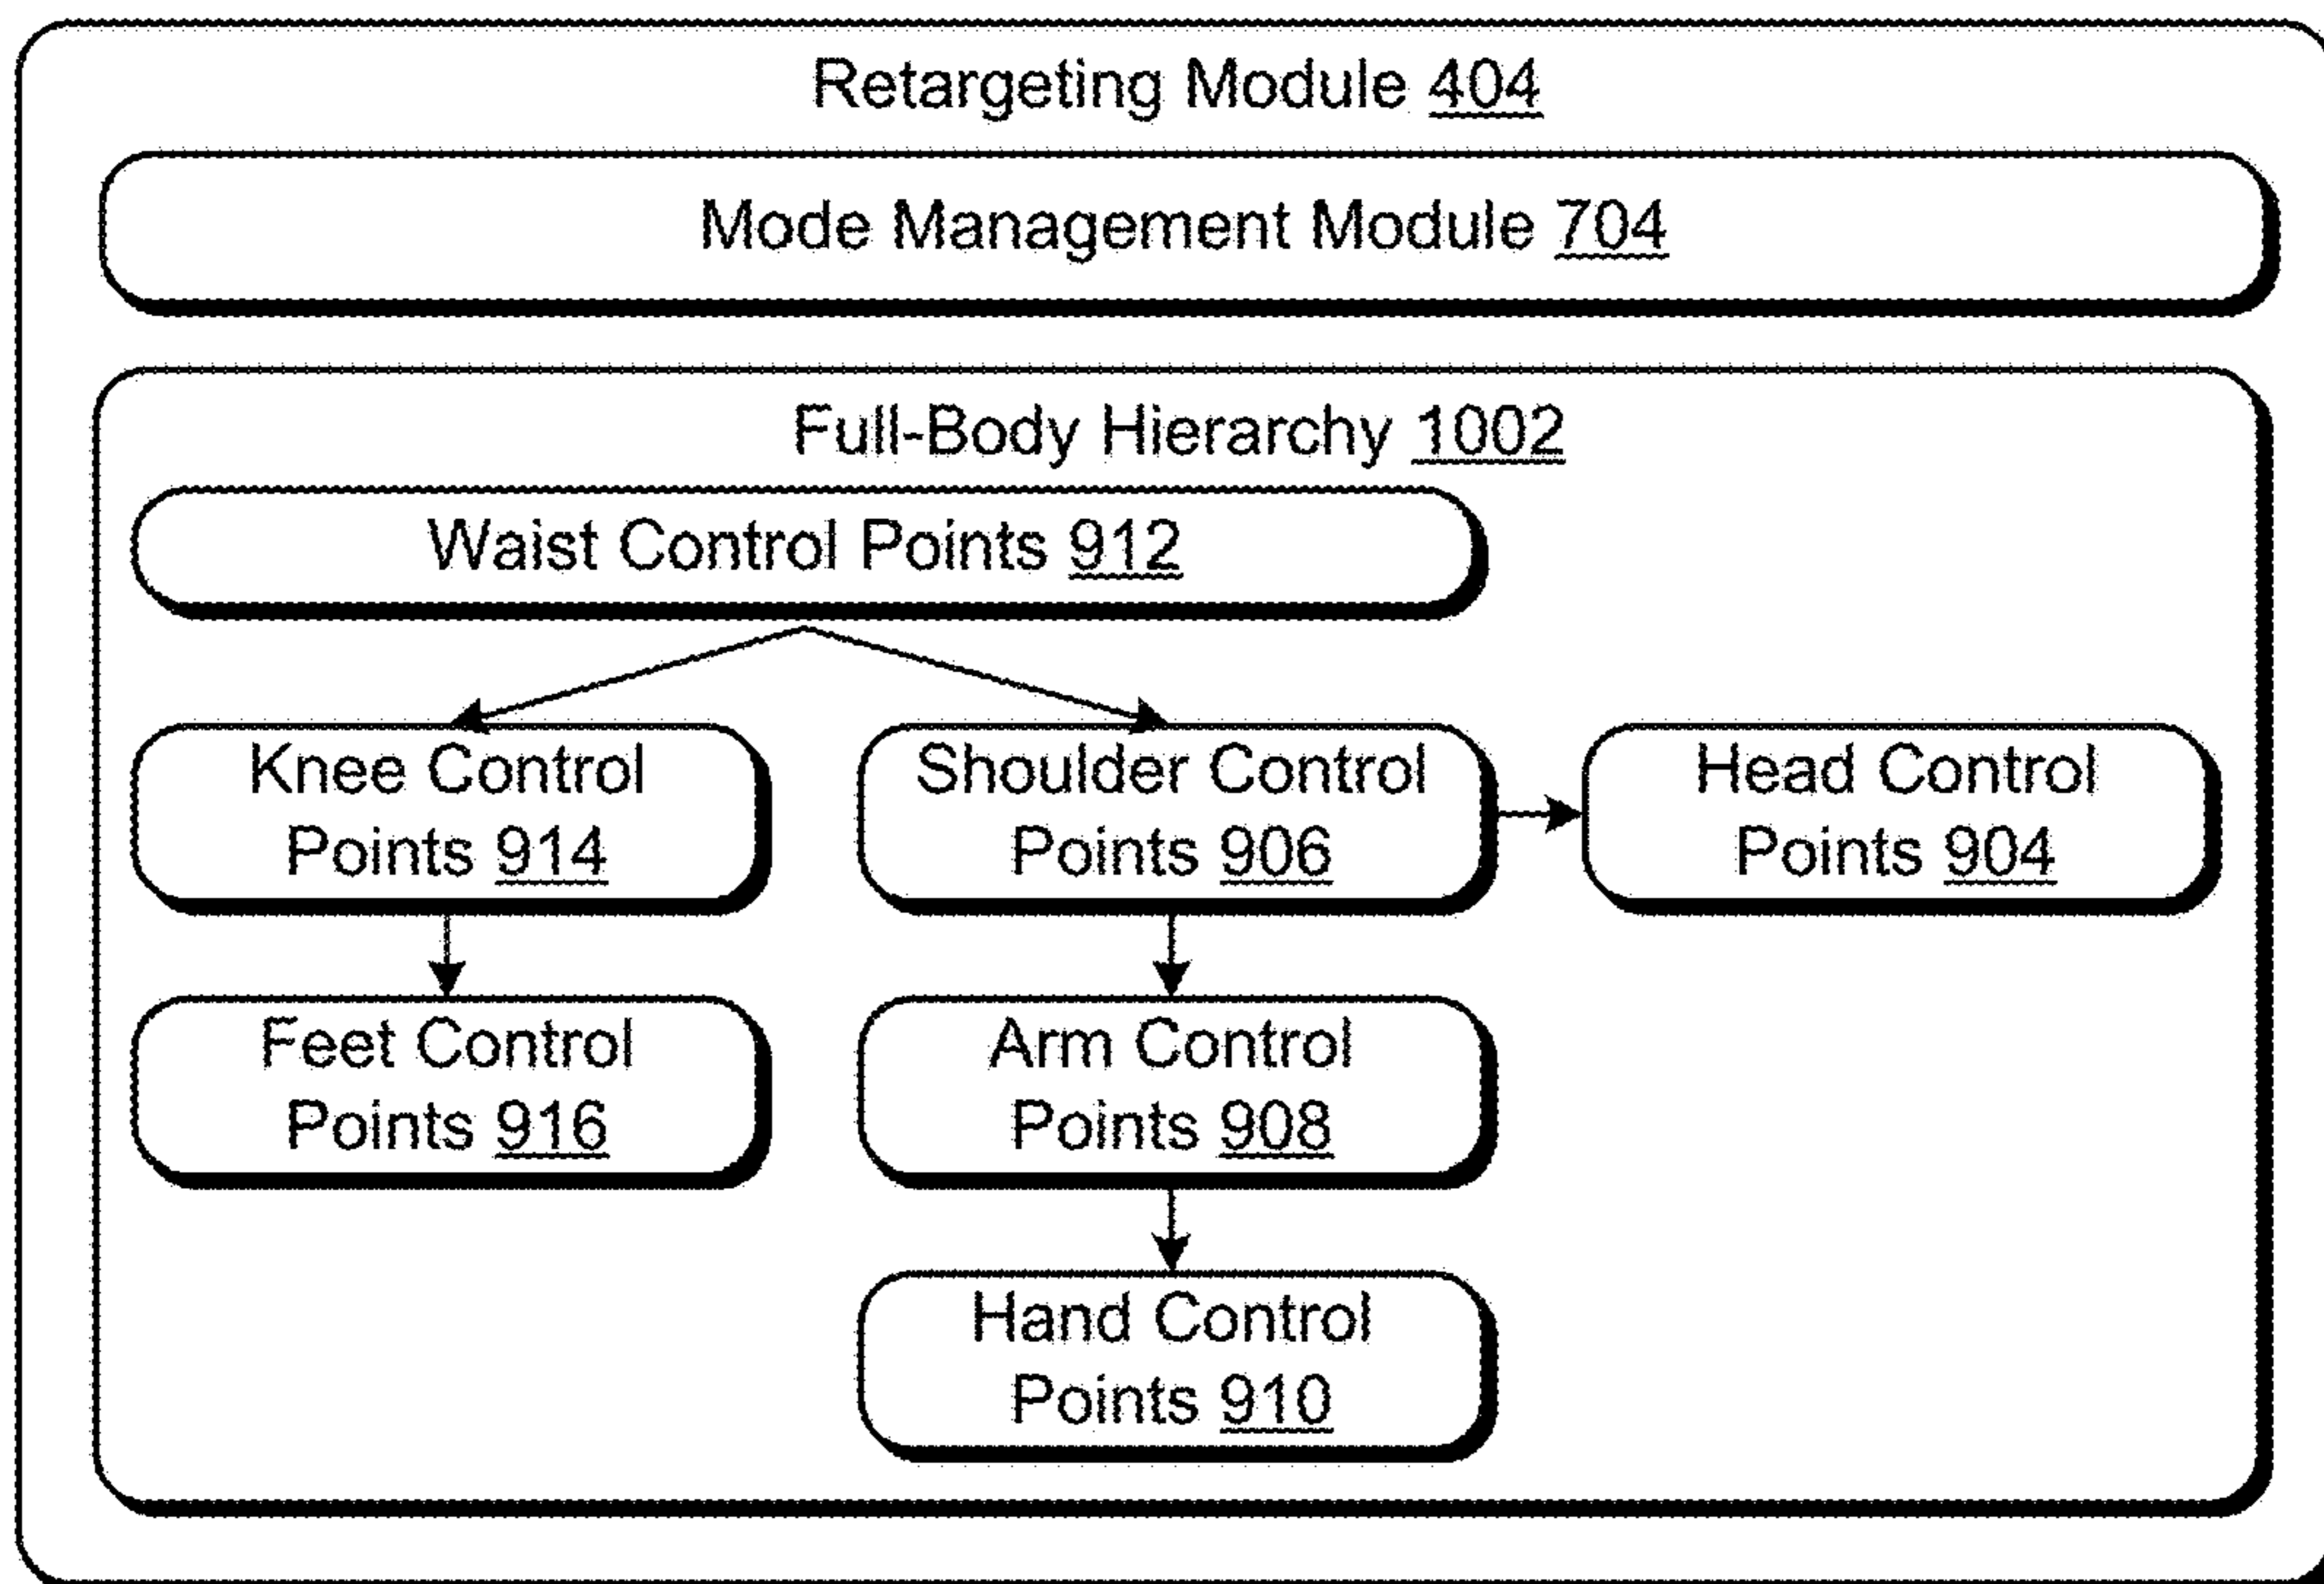 Retargeting Module 404
Mode Management Module 704
Full-Body Hierarchy 1002
Waist Control Points 912
Knee Control
Points 914
Shoulder Control
Points 906
Head Control
Points 904
Feet Control
Points 916
Arm Control
Points 908
Hand Control
Points 910